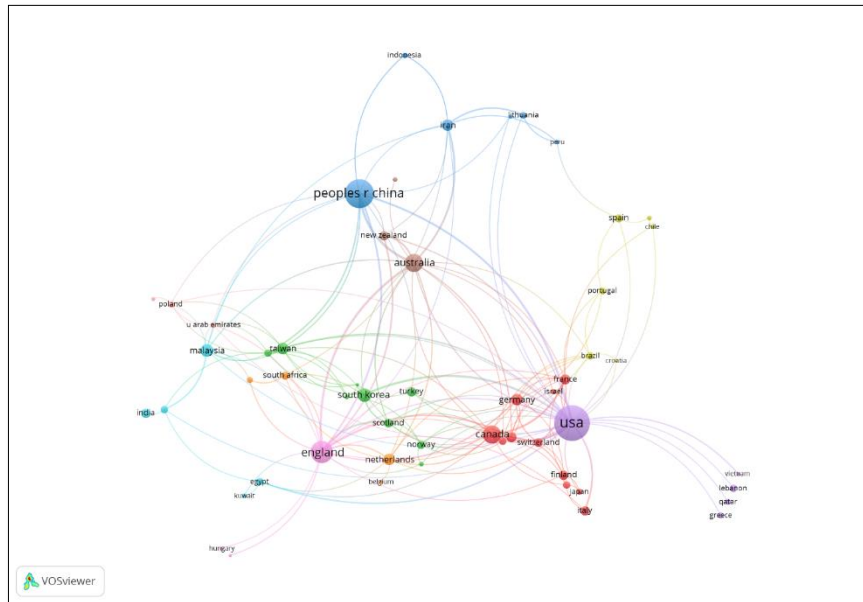 indonesia
iran
lithuania
peru
peoples r china
new zealand
australia
spain
chile
poland
portugal
u arab emirates
malaysia
taiwan
brazil
croatia
south africa
france
israel
turkey
south korea
germany
india
scotland
usa
canada
switzerland
norway
england
netherlands
finland
vietnam
belgium
egypt
lebanon
kuwait
japan
qatar
italy
greece
hungary
VOSviewer